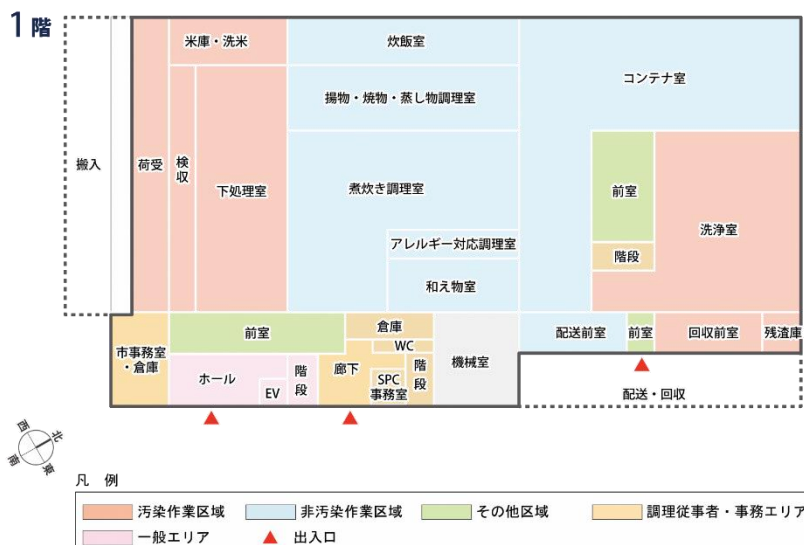 1階
米庫・洗米
炊飯室
コンテナ室
揚物・焼物・蒸し物調理室
搬入
荷受
検収
下処理室
煮炊き調理室
前室
洗浄室
アレルギー対応調理室
階段
和え物室
市事務室
・倉庫
前室
倉庫
WC
機械室
配送前室
前室
回収前室
残渣庫
ホール
EV
階段
廊下
SPC
事務室
階段
配送・回収
西
北
南
東
凡 例
汚染作業区域
非汚染作業区域
その他区域
調理従事者・事務エリア
一般エリア
出入口